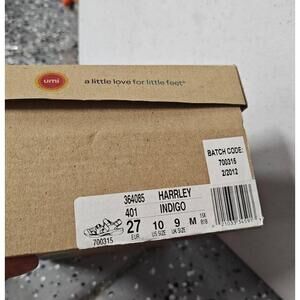 umi
a little love for little feet®
BATCH CODE:
700315
2/2012
364085 HARRLEY
401 INDIGO
27 10 9 M
EUR US SIZE UK SIZE
700315